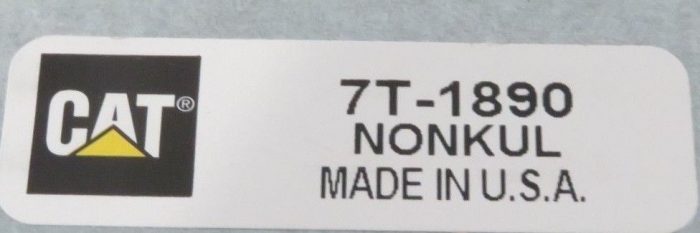 CAT®
7T-1890
NONKUL
MADE IN U.S.A.